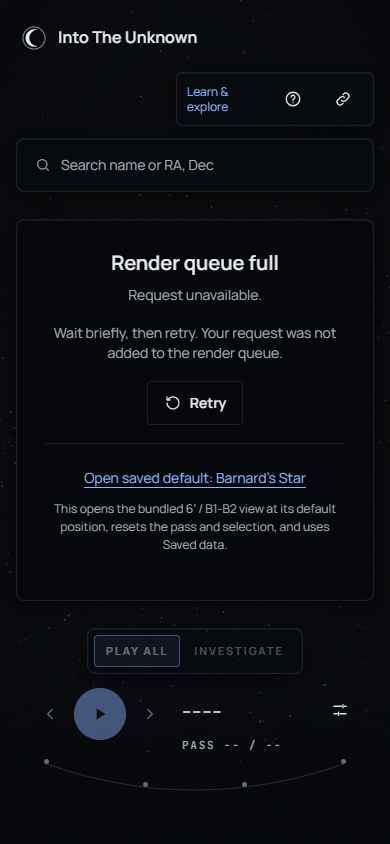 Into The Unknown
Learn &
explore
Search name or RA, Dec
Render queue full
Request unavailable.
Wait briefly, then retry. Your request was not
added to the render queue.
Retry
Open saved default: Barnard's Star
This opens the bundled 6′ / B1-B2 view at its default
position, resets the pass and selection, and uses
Saved data.
PLAY ALL
INVESTIGATE
----
PASS -- / --